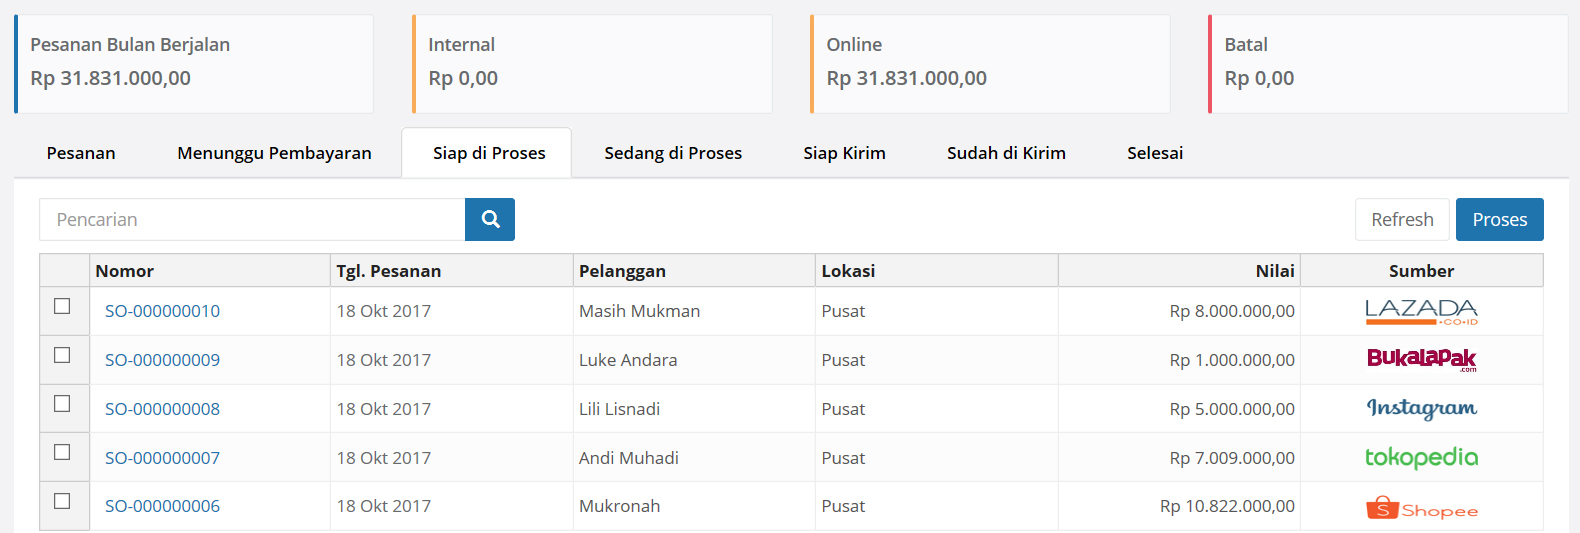 Pesanan Bulan Berjalan Internal Online Batal
Rp 31.831.000,00 Rp 0,00 Rp 31.831.000,00 Rp 0,00
Pesanan Menunggu Pembayaran Siap di Proses Sedang di Proses Siap Kirim Sudah di Kirim Selesai
Pencarian Refresh Proses
Nomor Tgl. Pesanan Pelanggan Lokasi Nilai Sumber
SO-000000010 18 Okt 2017 Masih Mukman Pusat Rp 8.000.000,00 LAZADA .CO.ID
SO-000000009 18 Okt 2017 Luke Andara Pusat Rp 1.000.000,00 BukaLapak .com
SO-000000008 18 Okt 2017 Lili Lisnadi Pusat Rp 5.000.000,00 Instagram
SO-000000007 18 Okt 2017 Andi Muhadi Pusat Rp 7.009.000,00 tokopedia
SO-000000006 18 Okt 2017 Mukronah Pusat Rp 10.822.000,00 S Shopee